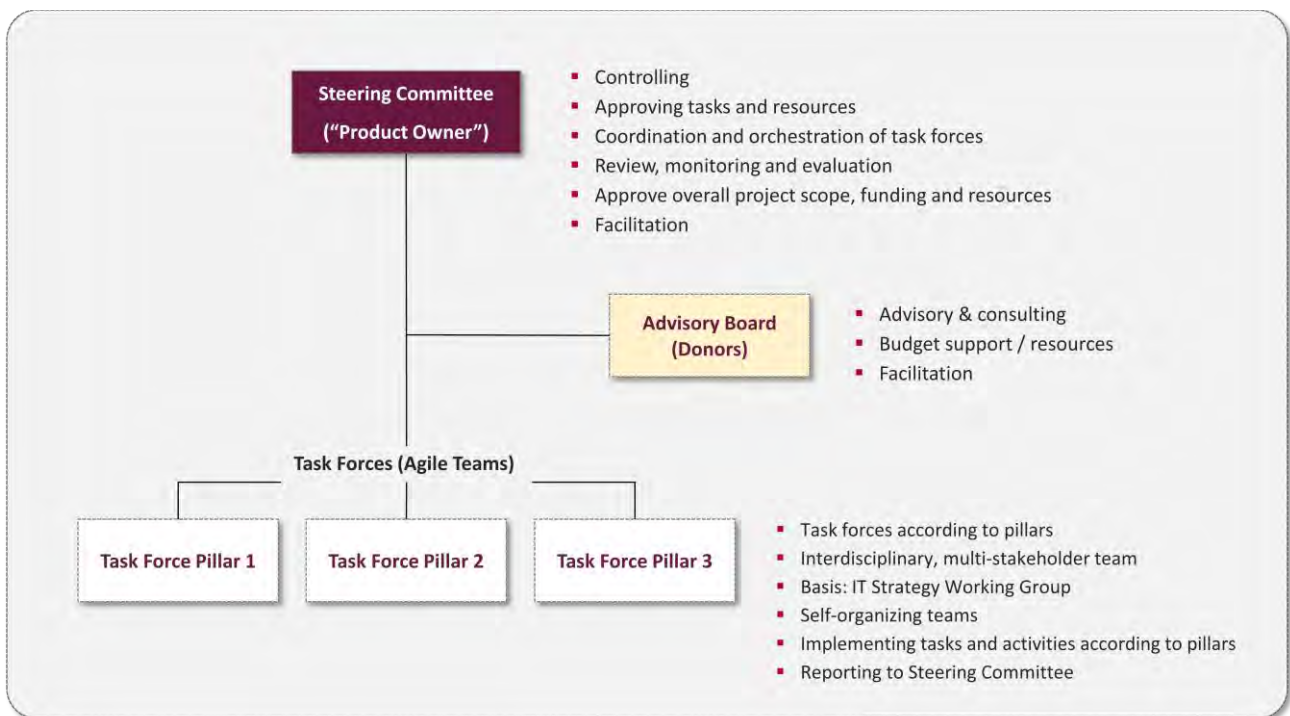 Steering Committee
(“Product Owner”)
▪ Controlling
▪ Approving tasks and resources
▪ Coordination and orchestration of task forces
▪ Review, monitoring and evaluation
▪ Approve overall project scope, funding and resources
▪ Facilitation
Advisory Board
(Donors)
▪ Advisory & consulting
▪ Budget support / resources
▪ Facilitation
Task Forces (Agile Teams)
Task Force Pillar 1
Task Force Pillar 2
Task Force Pillar 3
▪ Task forces according to pillars
▪ Interdisciplinary, multi-stakeholder team
▪ Basis: IT Strategy Working Group
▪ Self-organizing teams
▪ Implementing tasks and activities according to pillars
▪ Reporting to Steering Committee